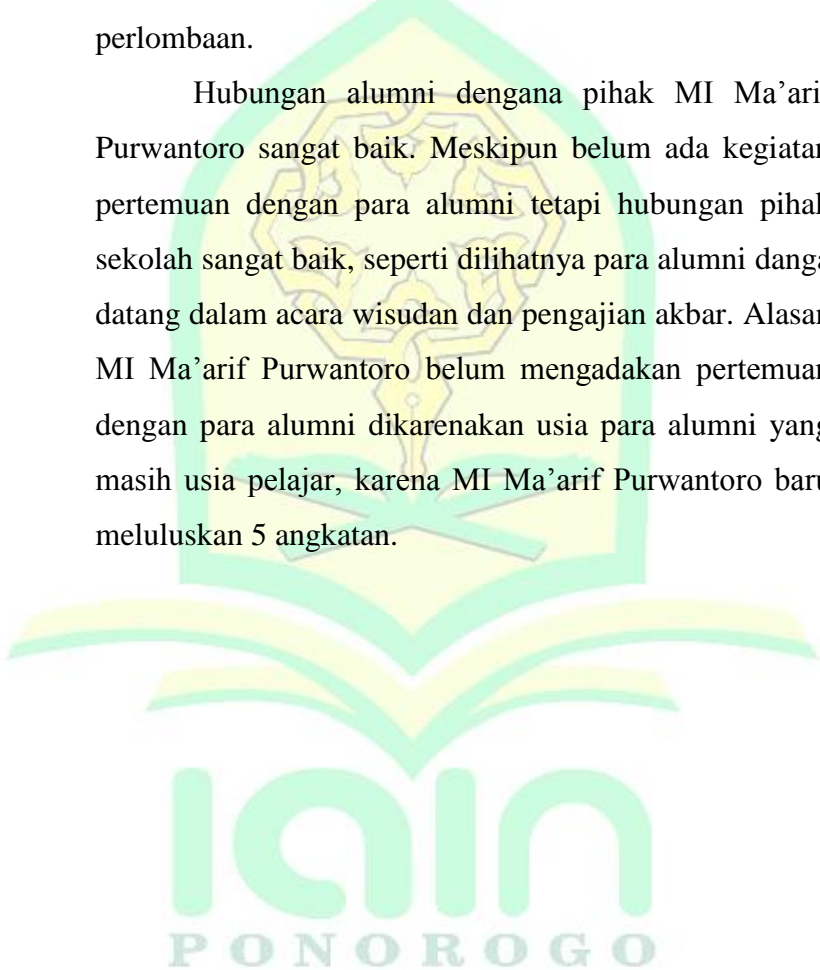 perlombaan.
Hubungan alumni dengana pihak MI Ma’ari
Purwantoro sangat baik. Meskipun belum ada kegiatan
pertemuan dengan para alumni tetapi hubungan pihak
sekolah sangat baik, seperti dilihatnya para alumni danga
datang dalam acara wisudan dan pengajian akbar. Alasan
MI Ma’arif Purwantoro belum mengadakan pertemuan
dengan para alumni dikarenakan usia para alumni yang
masih usia pelajar, karena MI Ma’arif Purwantoro baru
meluluskan 5 angkatan.
iain
PONOROGO